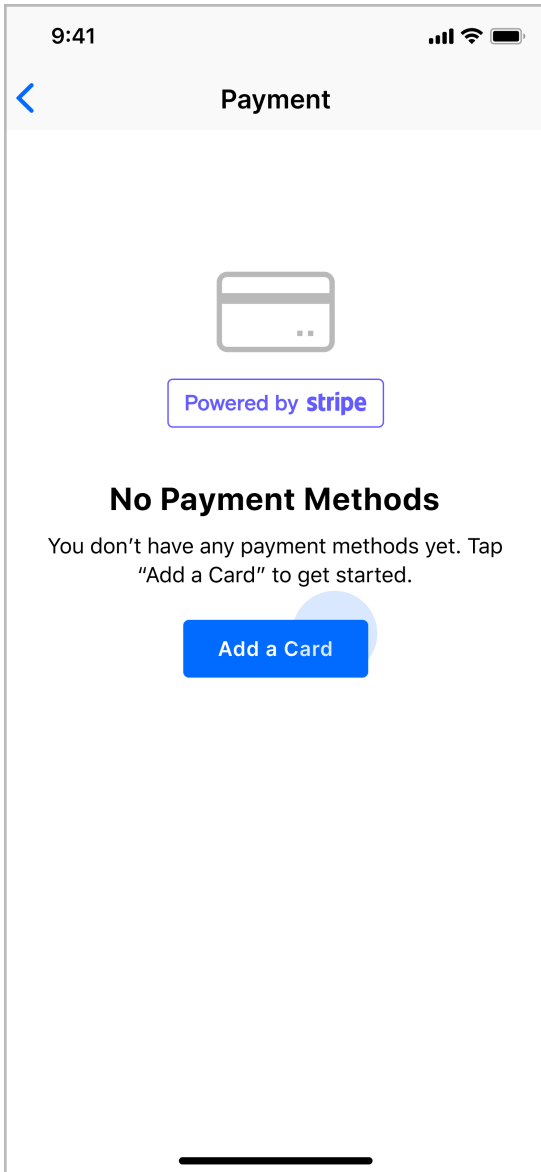 9:41
Payment
Powered by stripe
No Payment Methods
You don’t have any payment methods yet. Tap
“Add a Card” to get started.
Add a Card